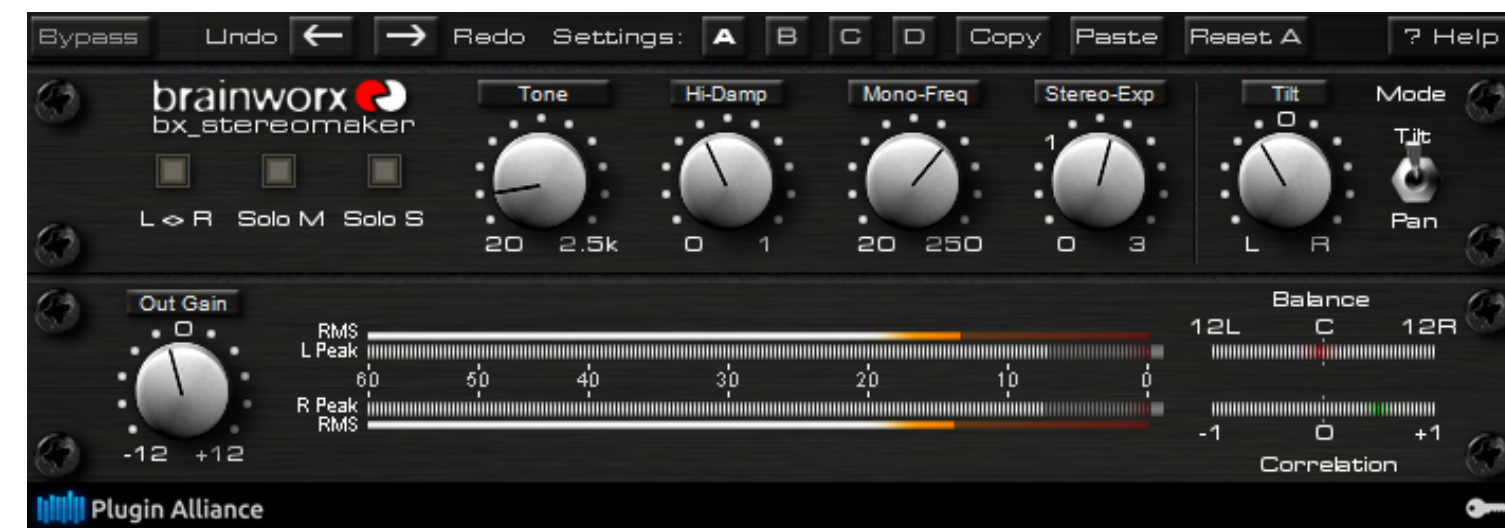 Bypass Undo ← → Redo Settings: A B C D Copy Paste Reset A ? Help
brainworx
bx_stereomaker
L <> R Solo M Solo S
Tone
20 2.5k
Hi-Damp
0 1
Mono-Freq
20 250
Stereo-Exp
1
0 3
Tilt
0
L R
Mode
Tilt
Pan
Out Gain
0
-12 +12
RMS
L Peak
60 50 40 30 20 10 0
R Peak
RMS
Balance
12L C 12R
-1 0 +1
Correlation
Plugin Alliance